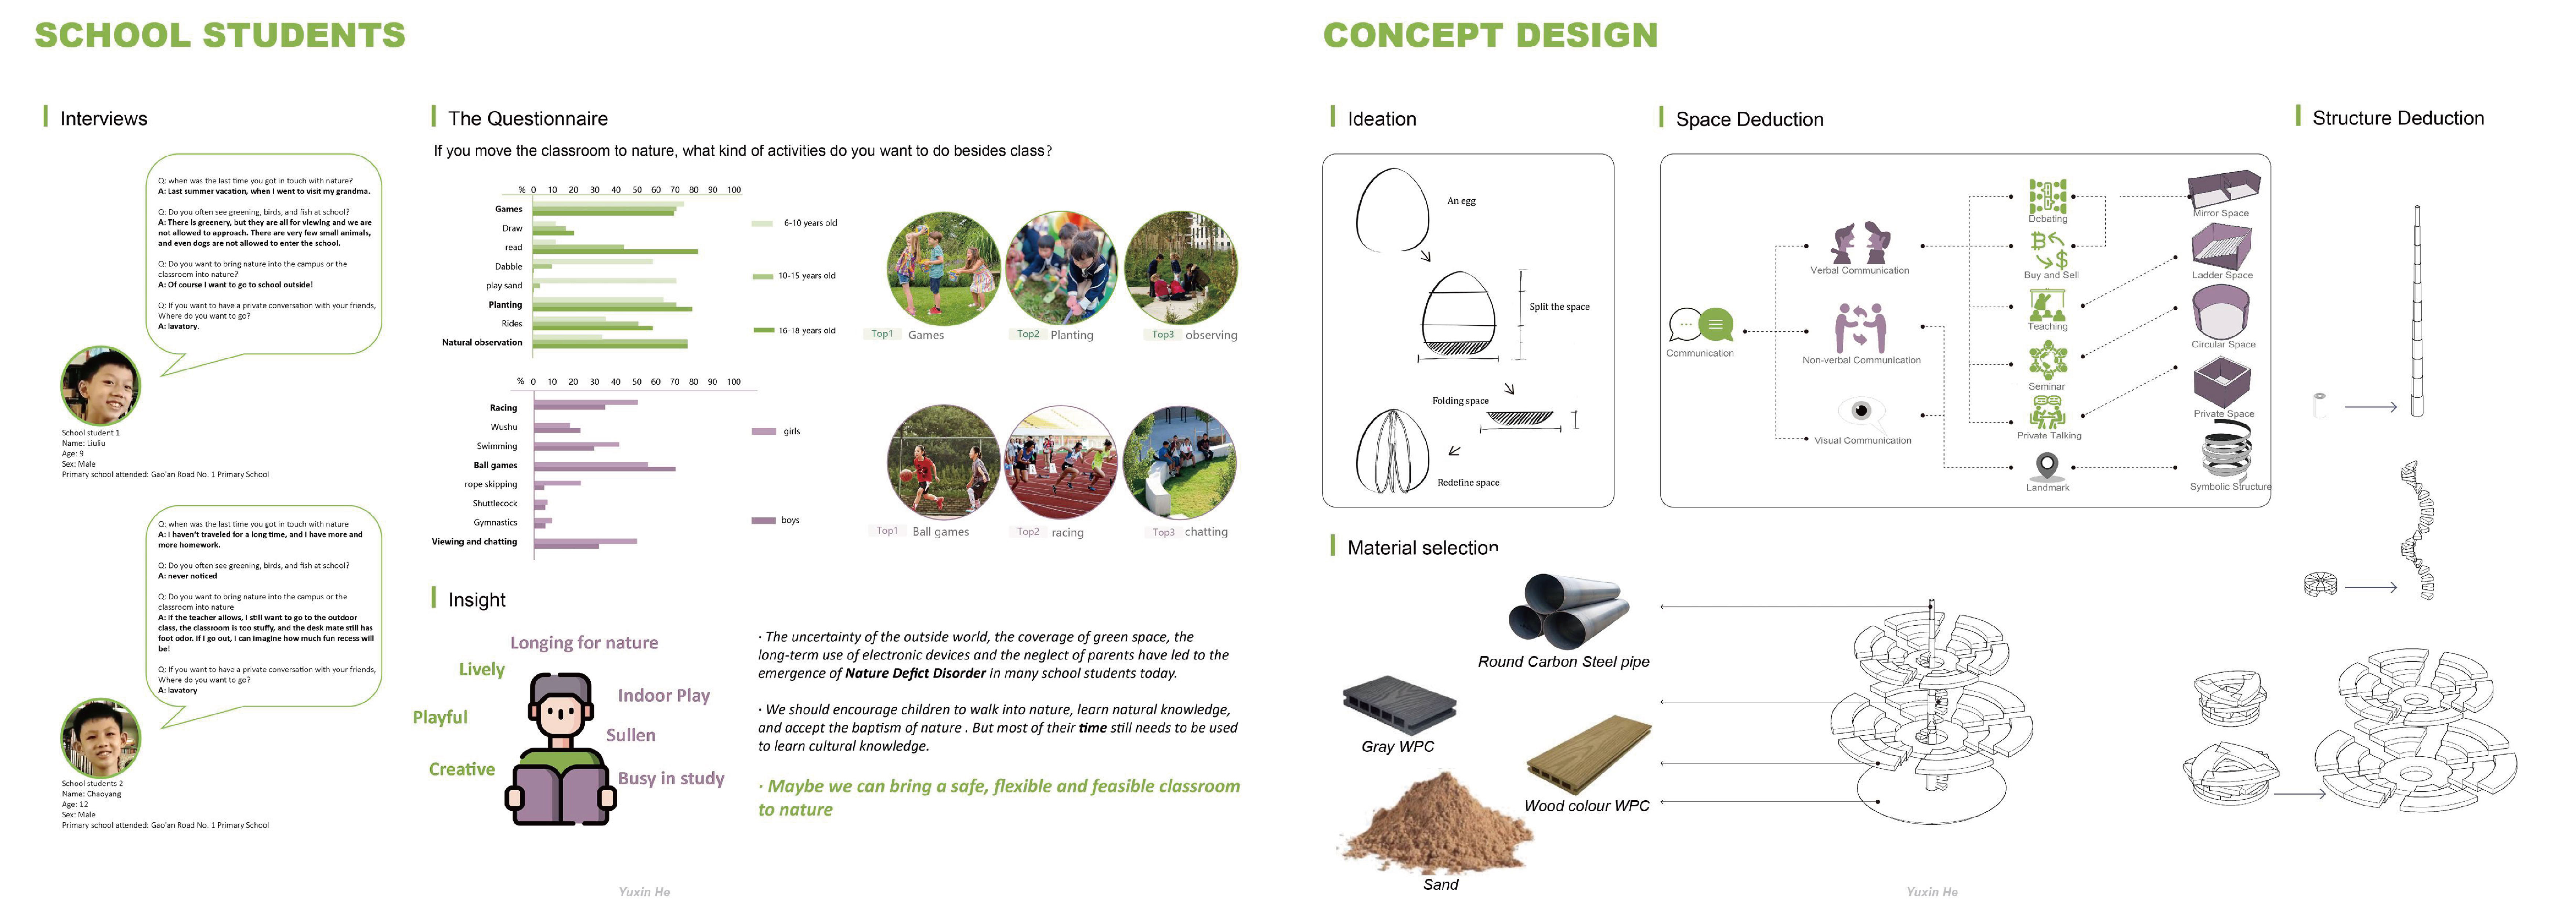 SCHOOL STUDENTS
Interviews
Q: when was the last time you got in touch with nature?
A: Last summer vacation, when I went to visit my grandma.
Q: Do you often see greening, birds, and fish at school?
A: There is greenery, but they are all for viewing and we are
not allowed to approach. There are very few small animals,
and even dogs are not allowed to enter the school.
Q: Do you want to bring nature into the campus or the
classroom into nature?
A: Of course I want to go to school outside!
Q: If you want to have a private conversation with your friends,
Where do you want to go?
A: lavatory
School student 1
Name: Liuliu
Age: 9
Sex: Male
Primary school attended: Gao'an Road No. 1 Primary School
Q: when was the last time you got in touch with nature
A: I haven't traveled for a long time, and I have more and
more homework.
Q: Do you often see greening, birds, and fish at school?
A: never noticed
Q: Do you want to bring nature into the campus or the
classroom into nature
A: If the teacher allows, I still want to go to the outdoor
class, the classroom is too stuffy, and the desk mate still has
foot odor. If I go out, I can imagine how much fun recess will
be!
Q: If you want to have a private conversation with your friends,
Where do you want to go?
A: lavatory
School students 2
Name: Chaoyang
Age: 12
Sex: Male
Primary school attended: Gao'an Road No. 1 Primary School
The Questionnaire
If you move the classroom to nature, what kind of activities do you want to do besides class?
% 0 10 20 30 40 50 60 70 80 90 100
Games
Draw
read
Dabble
play sand
Planting
Rides
Natural observation
6-10 years old
10-15 years old
16-18 years old
Top1 Games
Top2 Planting
Top3 observing
% 0 10 20 30 40 50 60 70 80 90 100
Racing
Wushu
Swimming
Ball games
rope skipping
Shuttlecock
Gymnastics
Viewing and chatting
girls
boys
Top1 Ball games
Top2 racing
Top3 chatting
Insight
Longing for nature
Lively
Indoor Play
Playful
Sullen
Creative
Busy in study
· The uncertainty of the outside world, the coverage of green space, the
long-term use of electronic devices and the neglect of parents have led to the
emergence of Nature Defict Disorder in many school students today.
· We should encourage children to walk into nature, learn natural knowledge,
and accept the baptism of nature . But most of their time still needs to be used
to learn cultural knowledge.
· Maybe we can bring a safe, flexible and feasible classroom
to nature
Yuxin He
CONCEPT DESIGN
Ideation
An egg
Split the space
Folding space
Redefine space
Space Deduction
Communication
Verbal Communication
Non-verbal Communication
Visual Communication
Debating
Buy and Sell
Teaching
Seminar
Private Talking
Landmark
Mirror Space
Ladder Space
Circular Space
Private Space
Symbolic Structure
Structure Deduction
Material selection
Round Carbon Steel pipe
Gray WPC
Wood colour WPC
Sand
Yuxin He